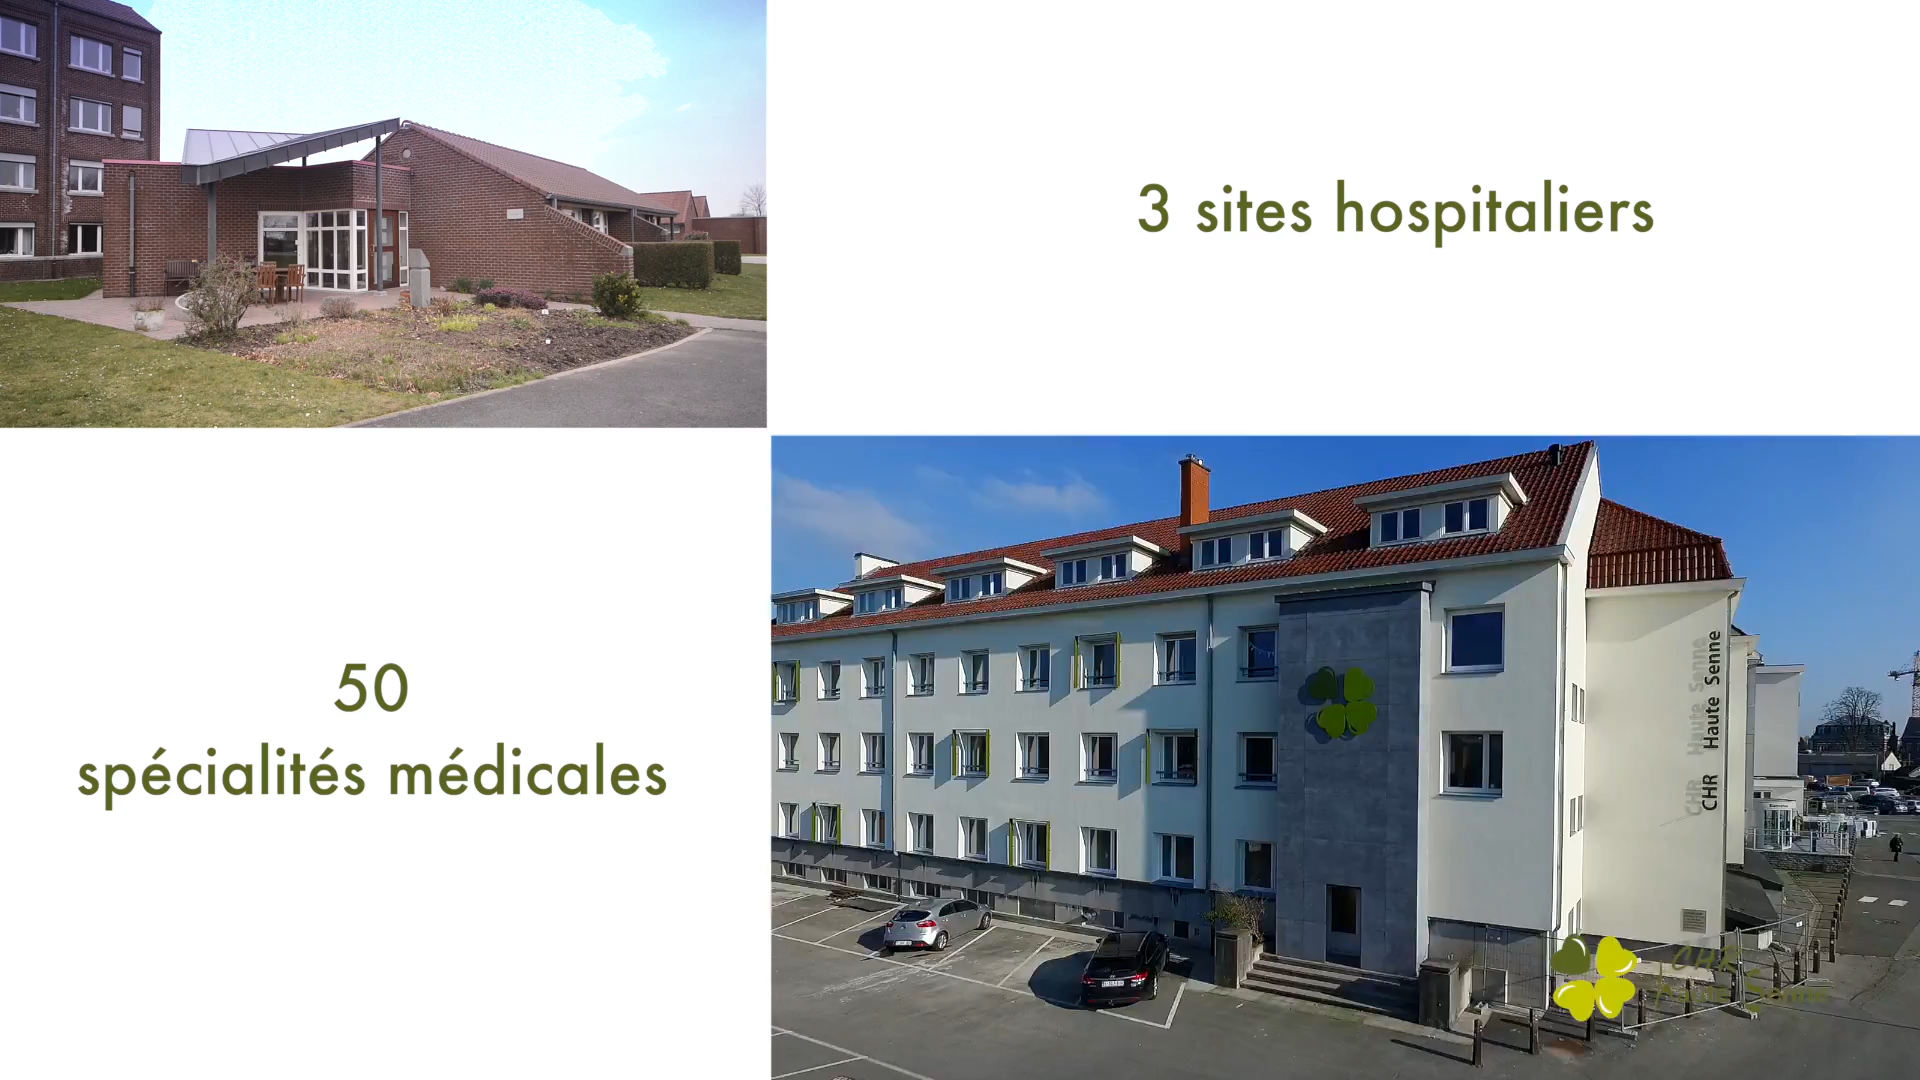 3 sites hospitaliers
50
spécialités médicales
CHR Haute Senne
CHR
Haute Senne